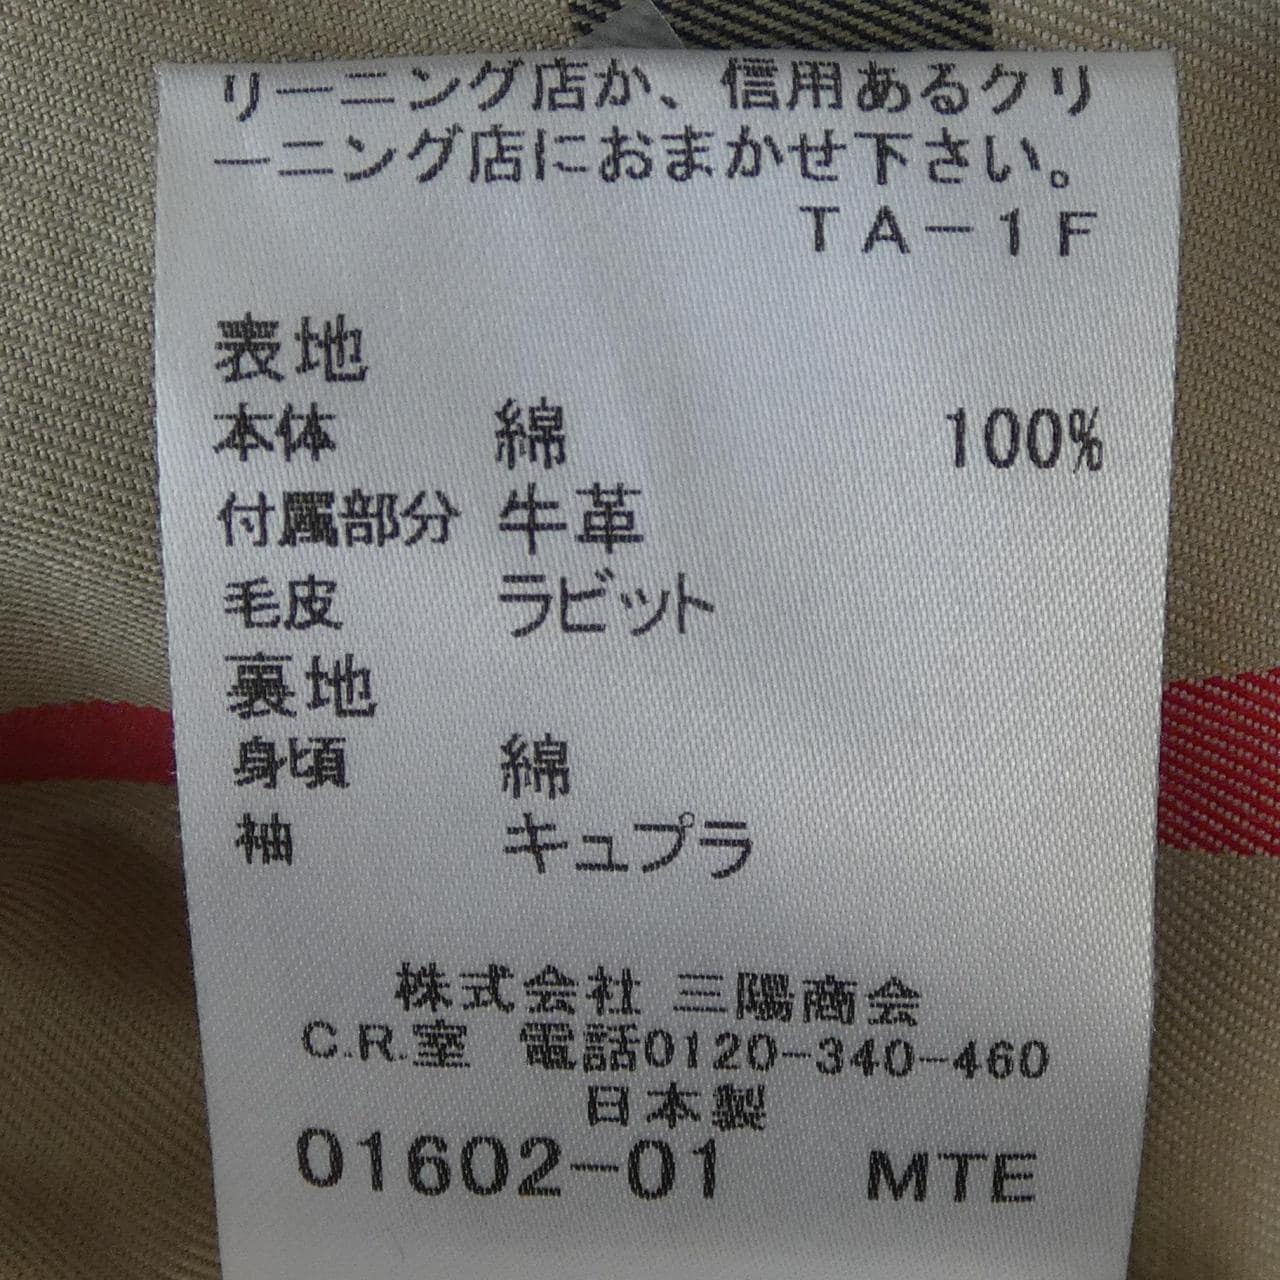 リーニング店か、信用あるクリ
ーニング店におまかせ下さい。
TA-1F
表地
本体 綿 100%
付属部分 牛革
毛皮 ラビット
裏地
身頃 綿
袖 キュプラ
株式会社 三陽商会
C.R.室 電話0120-340-460
日本製
01602-01 MTE